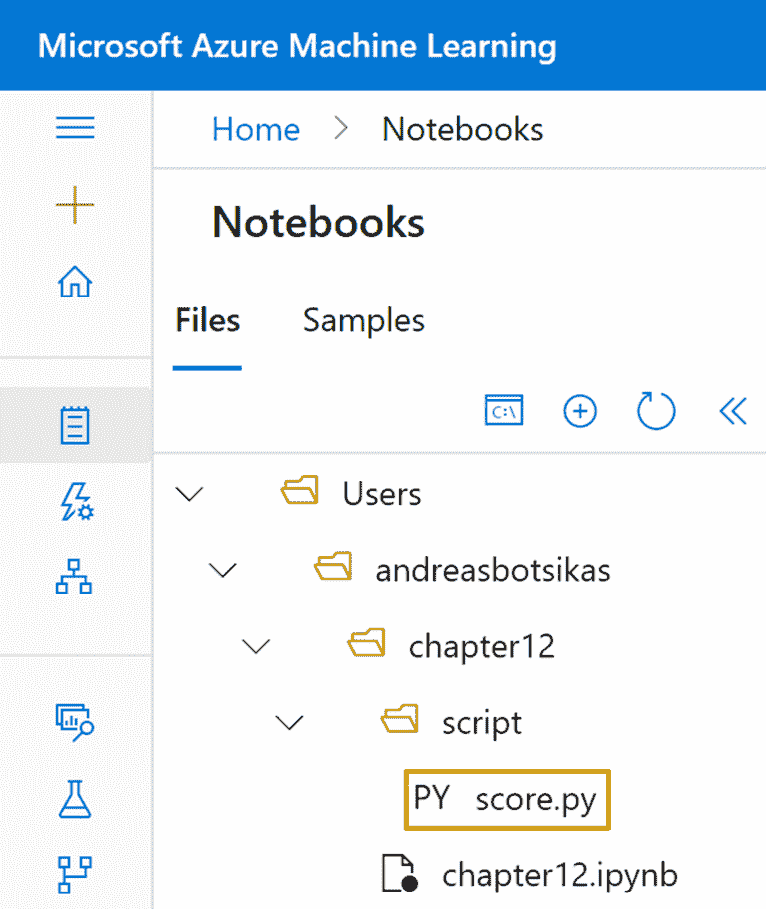 Microsoft Azure Machine Learning
Home > Notebooks
Notebooks
Files Samples
C:\
Users
andreasbotsikas
chapter12
script
PY score.py
chapter12.ipynb